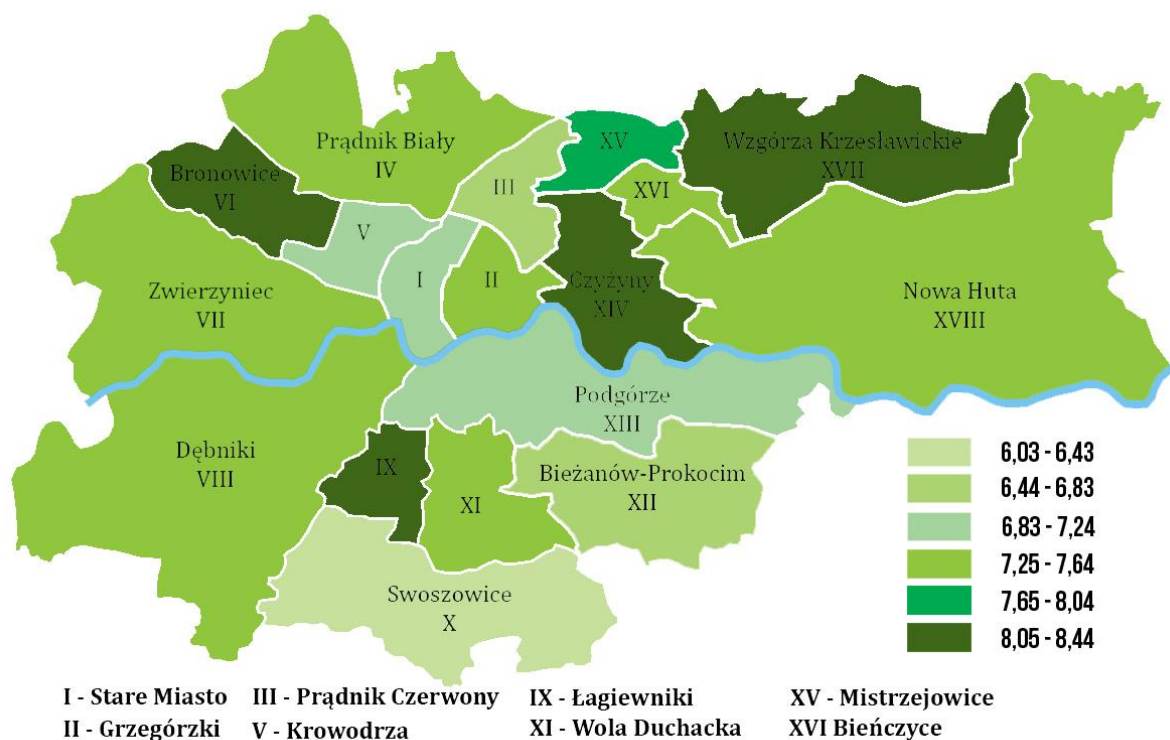 Prądnik Biały
IV
Bronowice
VI
III
XV
Wzgórza Krzesławickie
XVII
XVI
V
I
II
Czyżyny
XIV
Zwierzyniec
VII
Nowa Huta
XVIII
Podgórze
XIII
Dębniki
VIII
IX
XI
Bieżanów-Prokocim
XII
Swoszowice
X
6,03 - 6,43
6,44 - 6,83
6,83 - 7,24
7,25 - 7,64
7,65 - 8,04
8,05 - 8,44
I - Stare Miasto III - Prądnik Czerwony IX - Łagiewniki XV - Mistrzejowice
II - Grzegórzki V - Krowodrza XI - Wola Duchacka XVI Bieńczyce